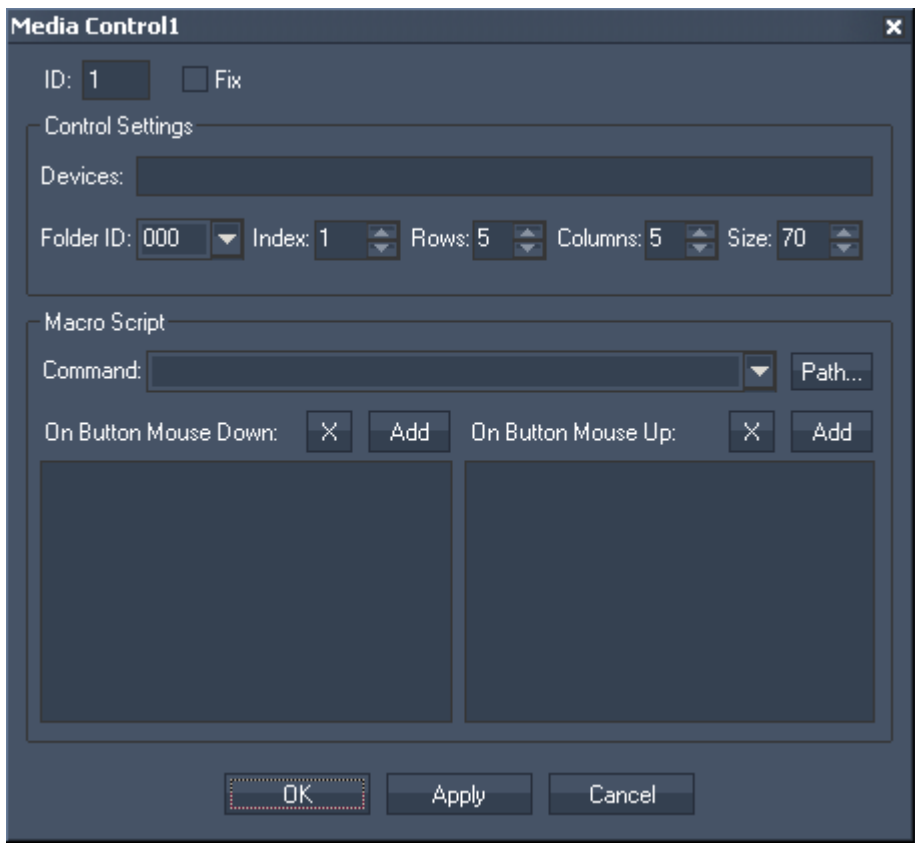 Media Control1
ID: 1 Fix
Control Settings
Devices:
Folder ID: 000 Index: 1 Rows: 5 Columns: 5 Size: 70
Macro Script
Command: Path...
On Button Mouse Down: X Add On Button Mouse Up: X Add
OK Apply Cancel